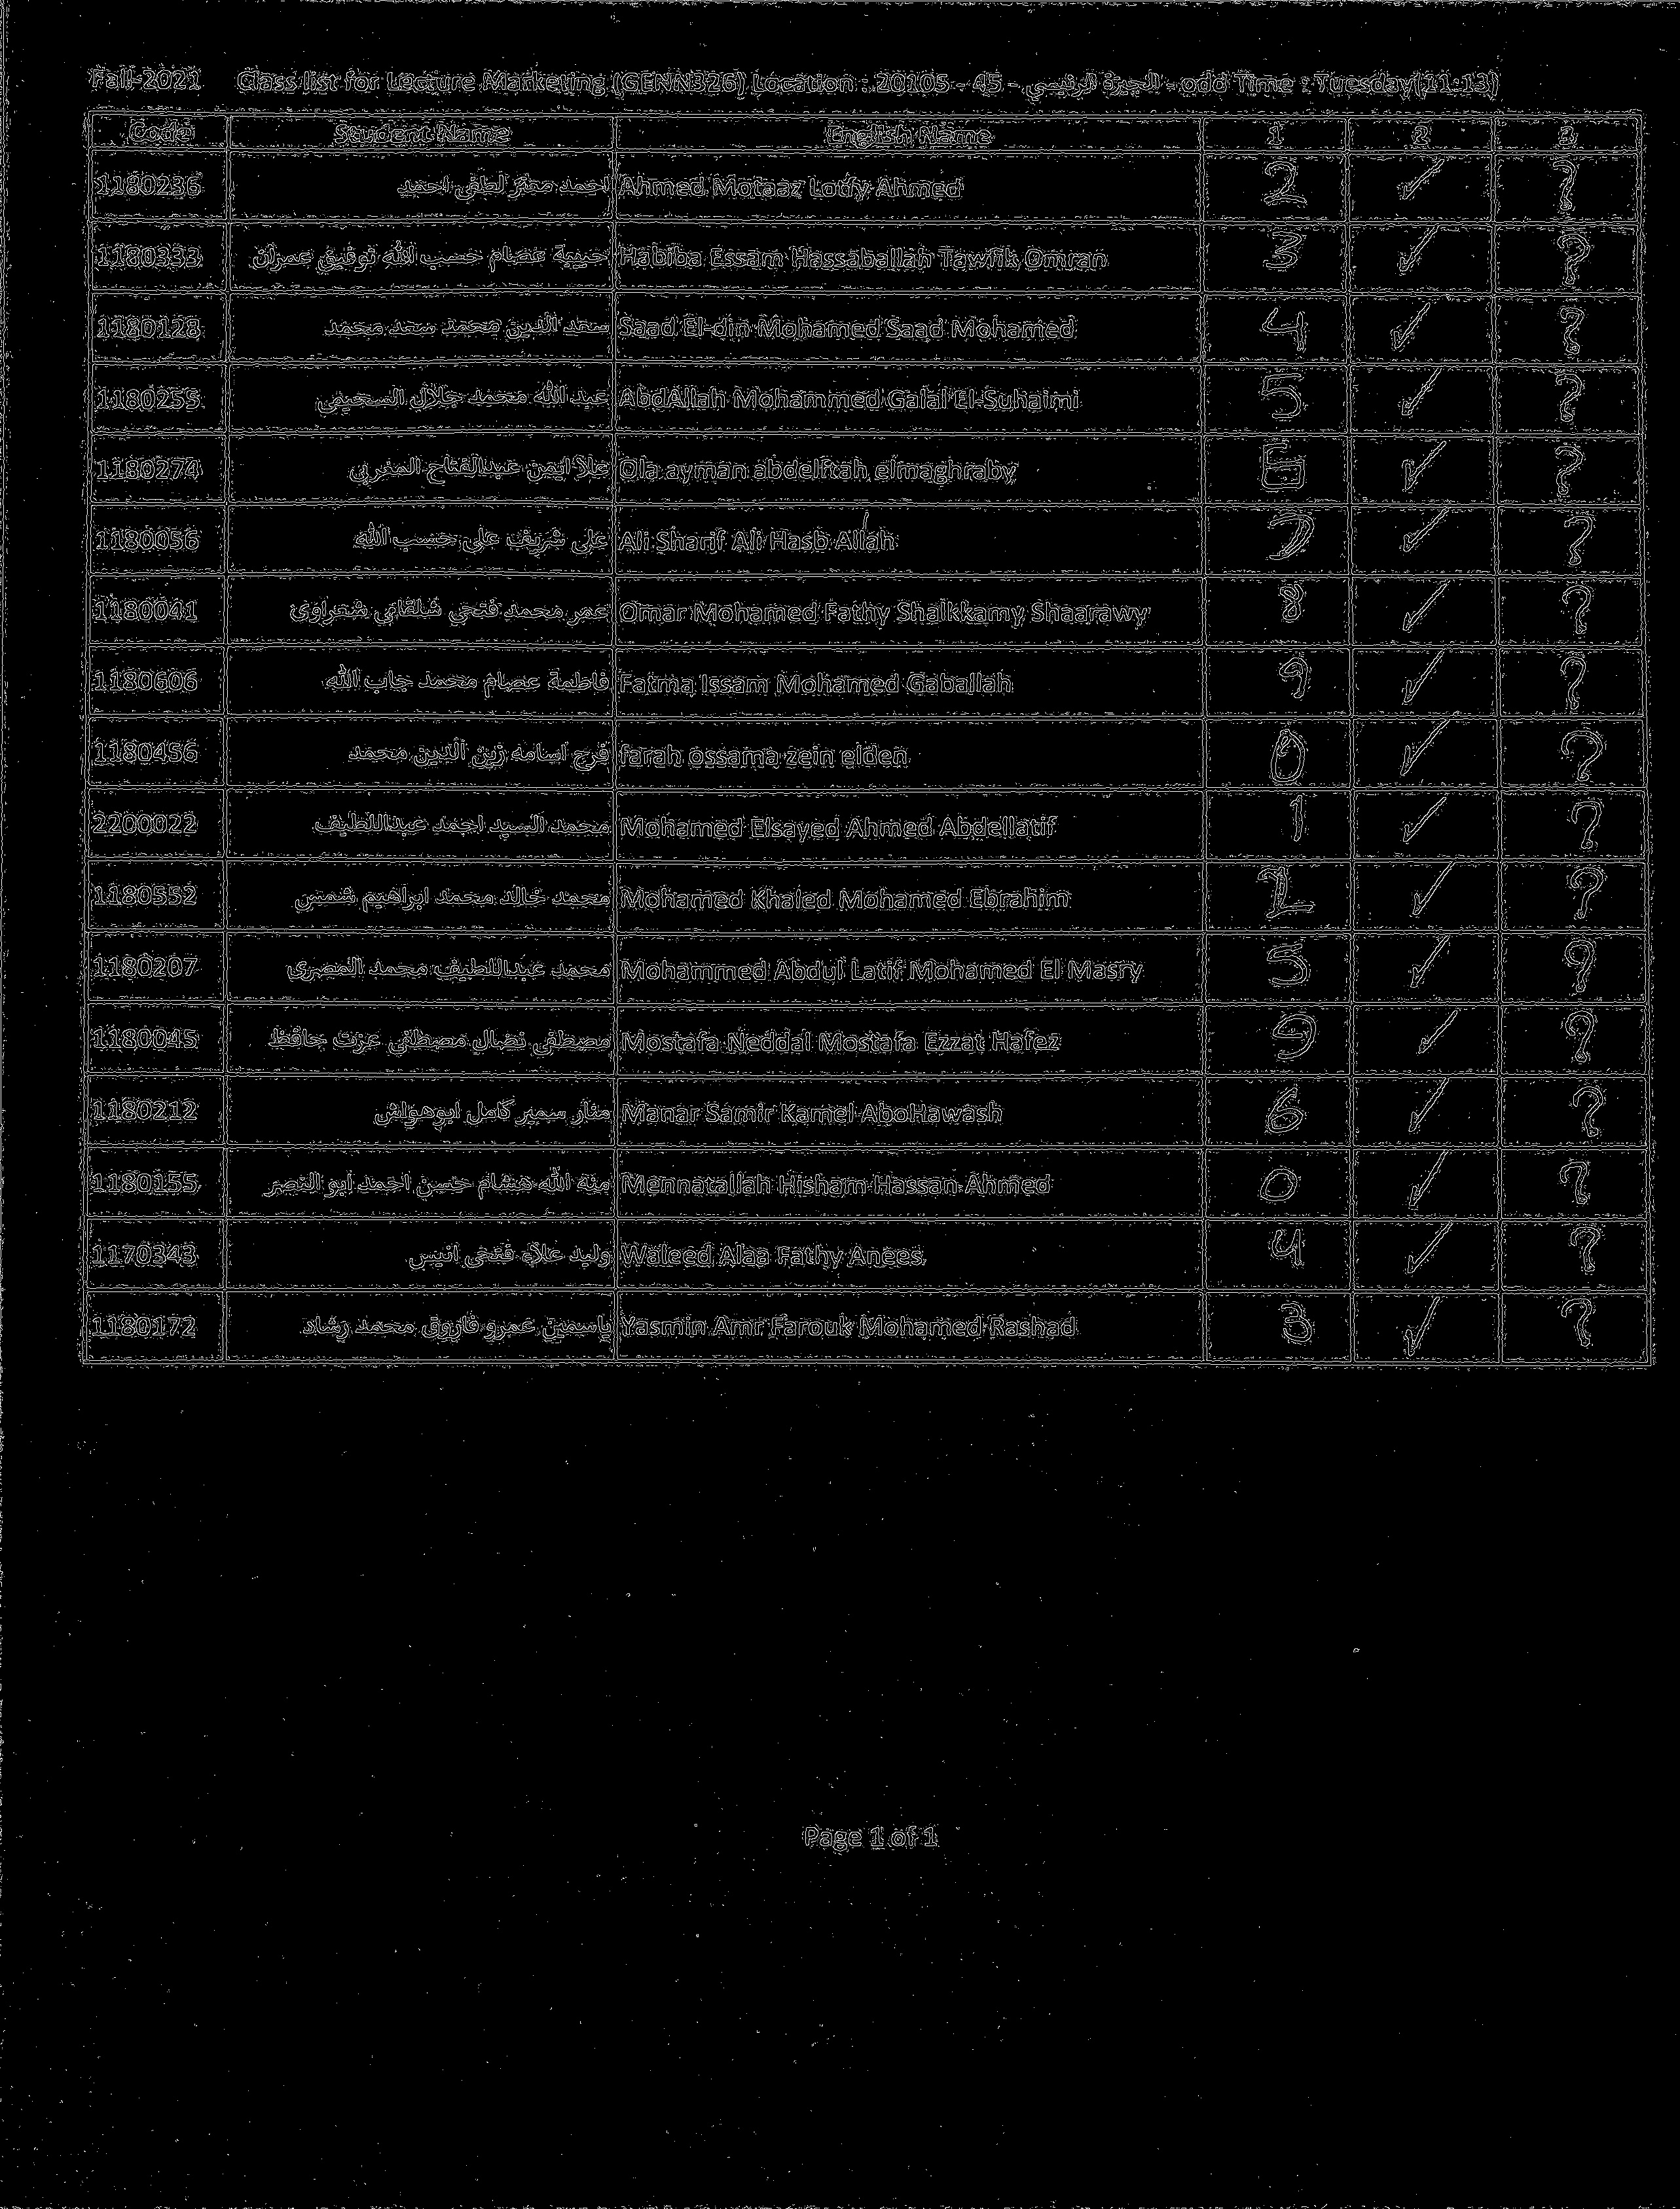 Fall-2021 Class list for Lecture Marketing (GENN326) Location : 20105 - 45 - الجيزة الرئيسي - odd Time : Tuesday(11:13)
Code Student Name English Name 1 2 3
1180236 احمد معتز لطفى احمد Ahmed Motaaz Lotfy Ahmed 2 ✓ ?
1180333 حبيبة عصام حسب الله توفيق عمران Habiba Essam Hassaballah Tawfik Omran 3 ✓ ?
1180128 سعد الدين محمد سعد محمد Saad El-din Mohamed Saad Mohamed 4 ✓ ?
1180255 عبد الله محمد جلال السحيمى AbdAllah Mohammed Galal El-Suhaimi 5 ✓ ?
1180274 علا ايمن عبدالفتاح المغربي Ola ayman abdelftah elmaghraby 6 ✓ ?
1180056 على شريف على حسب الله Ali Sharif Ali Hasb Allah 7 ✓ ?
1180041 عمر محمد فتحي شلقامي شعراوى Omar Mohamed Fathy Shalkkamy Shaarawy 8 ✓ ?
1180606 فاطمة عصام محمد جاب الله Fatma Issam Mohamed Gaballah 9 ✓ ?
1180456 فرح اسامه زين الدين محمد farah ossama zein elden 0 ✓ ?
2200022 محمد السيد احمد عبداللطيف Mohamed Elsayed Ahmed Abdellatif 1 ✓ ?
1180552 محمد خالد محمد ابراهيم شمس Mohamed Khaled Mohamed Ebrahim 2 ✓ ?
1180207 محمد عبداللطيف محمد المصرى Mohammed Abdul Latif Mohamed El Masry 5 ✓ ?
1180045 مصطفى نضال مصطفى عزت حافظ Mostafa Neddal Mostafa Ezzat Hafez 9 ✓ ?
1180212 منار سمير كامل ابوهواش Manar Samir Kamel AboHawash 6 ✓ ?
1180155 منة الله هشام حسن احمد ابو النصر Mennatallah Hisham Hassan Ahmed 0 ✓ ?
1170343 وليد علاء فتحى انيس Waleed Alaa Fathy Anees 4 ✓ ?
1180172 ياسمين عمرو فاروق محمد رشاد Yasmin Amr Farouk Mohamed Rashad 3 ✓ ?
Page 1 of 1